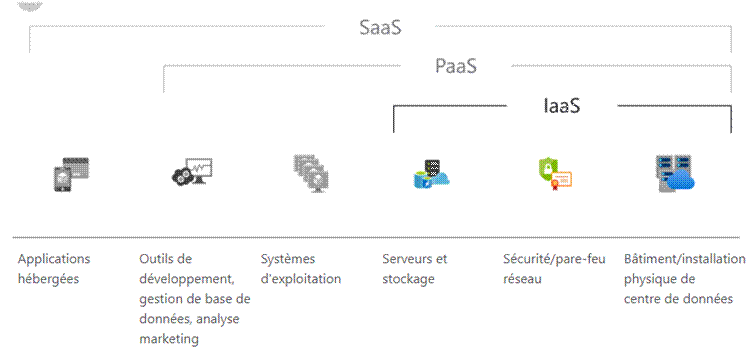 SaaS
PaaS
IaaS
Applications
hébergées
Outils de
développement,
gestion de base de
données, analyse
marketing
Systèmes
d'exploitation
Serveurs et
stockage
Sécurité/pare-feu
réseau
Bâtiment/installation
physique de
centre de données